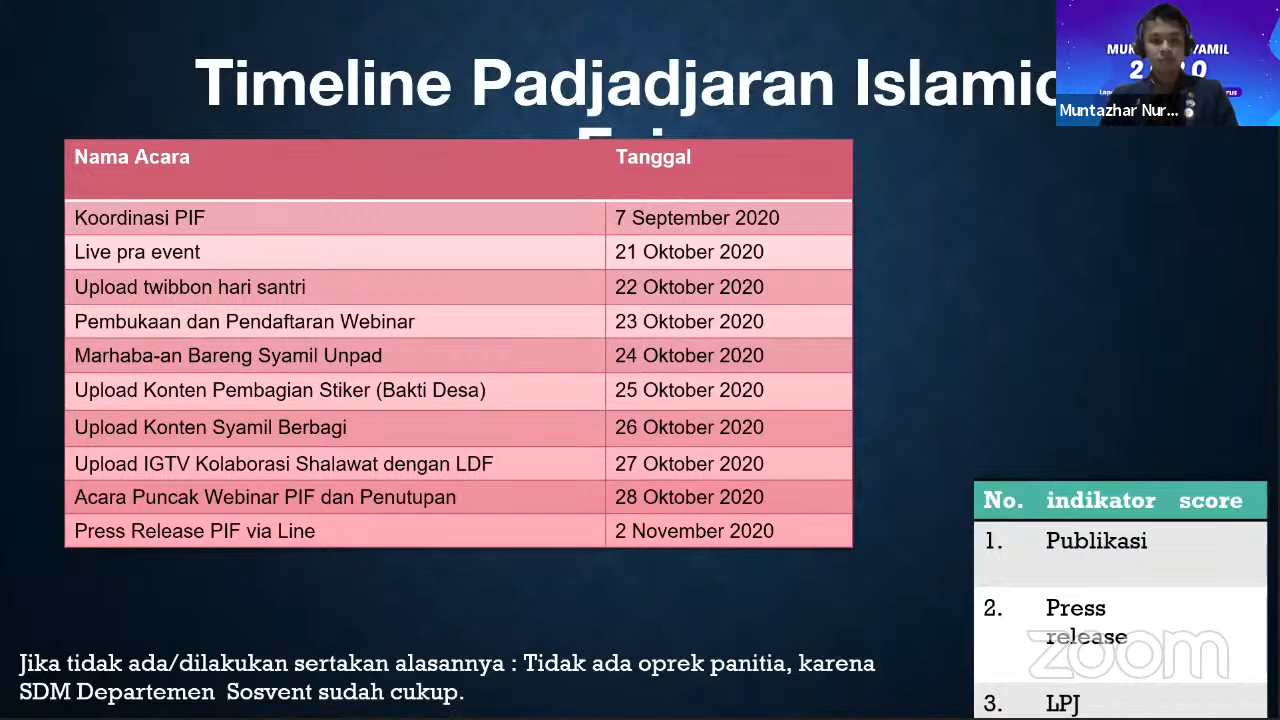 Timeline Padjadjaran Islamic
Nama Acara Tanggal
Koordinasi PIF 7 September 2020
Live pra event 21 Oktober 2020
Upload twibbon hari santri 22 Oktober 2020
Pembukaan dan Pendaftaran Webinar 23 Oktober 2020
Marhaba-an Bareng Syamil Unpad 24 Oktober 2020
Upload Konten Pembagian Stiker (Bakti Desa) 25 Oktober 2020
Upload Konten Syamil Berbagi 26 Oktober 2020
Upload IGTV Kolaborasi Shalawat dengan LDF 27 Oktober 2020
Acara Puncak Webinar PIF dan Penutupan 28 Oktober 2020
Press Release PIF via Line 2 November 2020
Muntazhar Nur...
No. indikator score
1. Publikasi
2. Press
release
3. LPJ
zoom
Jika tidak ada/dilakukan sertakan alasannya : Tidak ada oprek panitia, karena
SDM Departemen Sosvent sudah cukup.